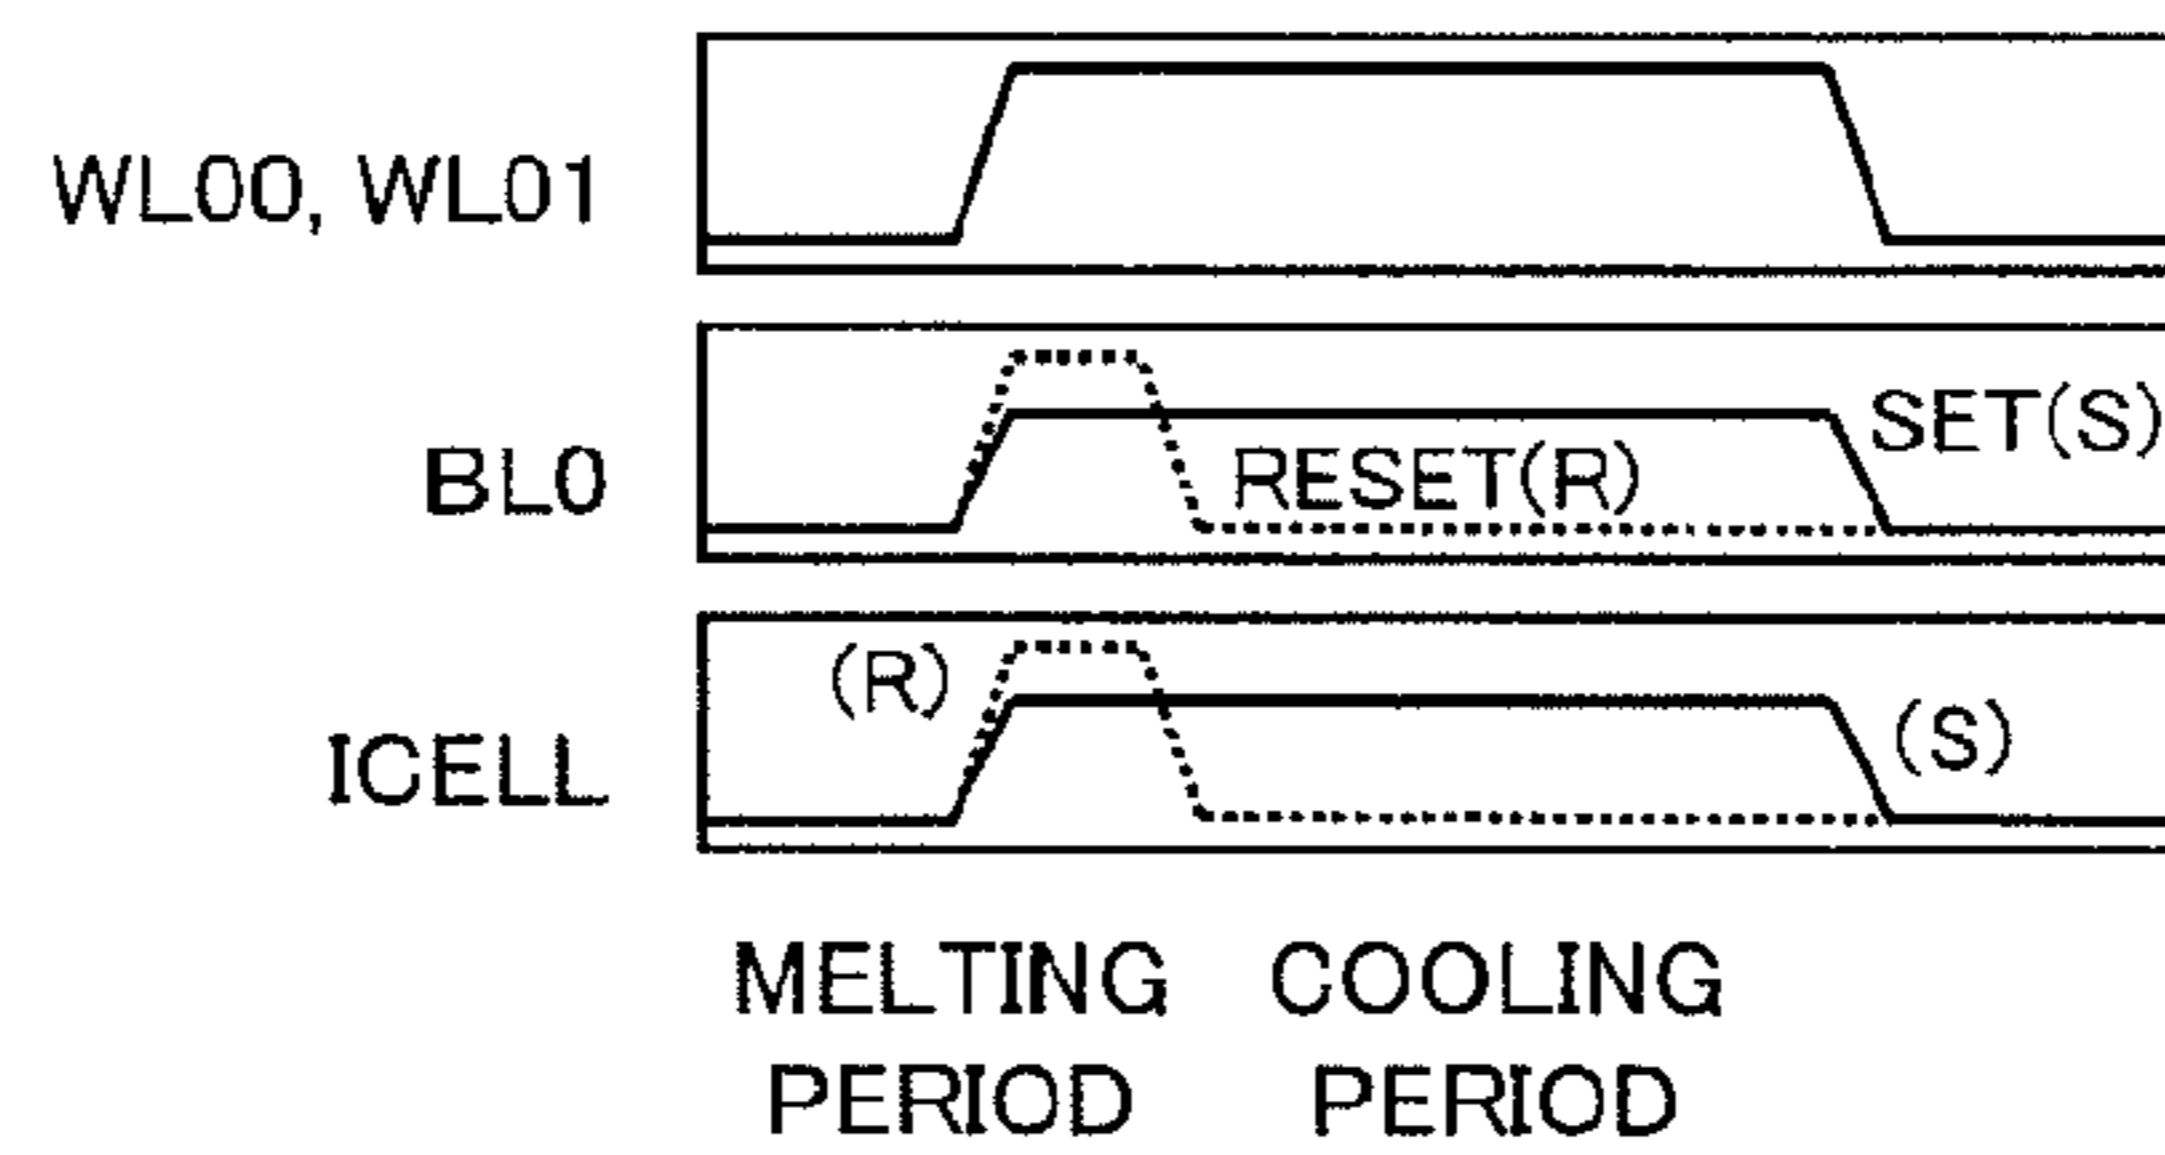 WL00, WL01
BL0
RESET(R)
SET(S)
ICELL
(R)
(S)
MELTING PERIOD
COOLING PERIOD